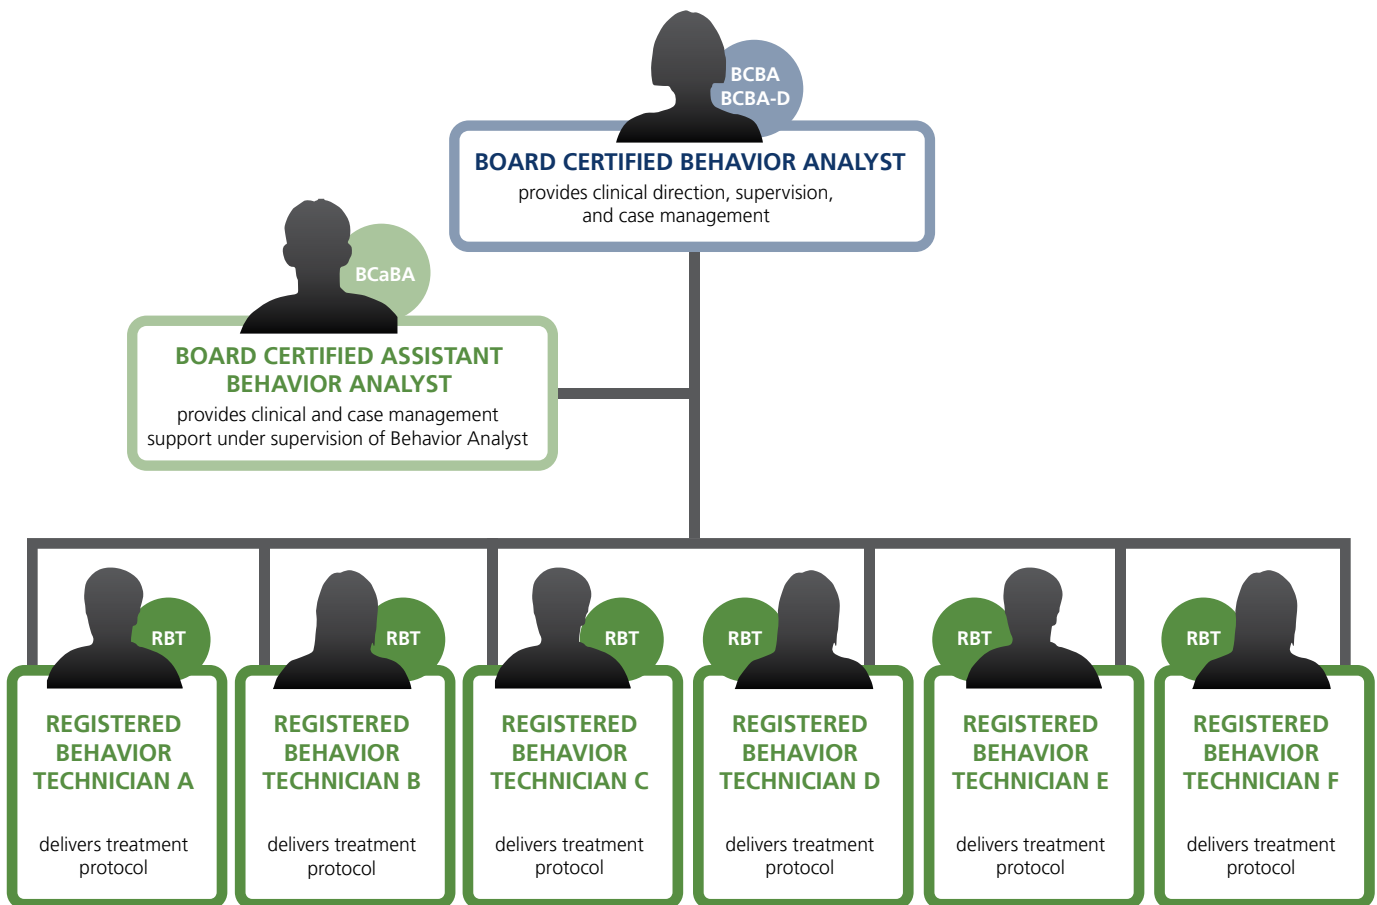 BCBA
BCBA-D
BOARD CERTIFIED BEHAVIOR ANALYST
provides clinical direction, supervision,
and case management
BCaBA
BOARD CERTIFIED ASSISTANT
BEHAVIOR ANALYST
provides clinical and case management
support under supervision of Behavior Analyst
RBT
REGISTERED
BEHAVIOR
TECHNICIAN A
delivers treatment
protocol
RBT
REGISTERED
BEHAVIOR
TECHNICIAN B
delivers treatment
protocol
RBT
REGISTERED
BEHAVIOR
TECHNICIAN C
delivers treatment
protocol
RBT
REGISTERED
BEHAVIOR
TECHNICIAN D
delivers treatment
protocol
RBT
REGISTERED
BEHAVIOR
TECHNICIAN E
delivers treatment
protocol
RBT
REGISTERED
BEHAVIOR
TECHNICIAN F
delivers treatment
protocol